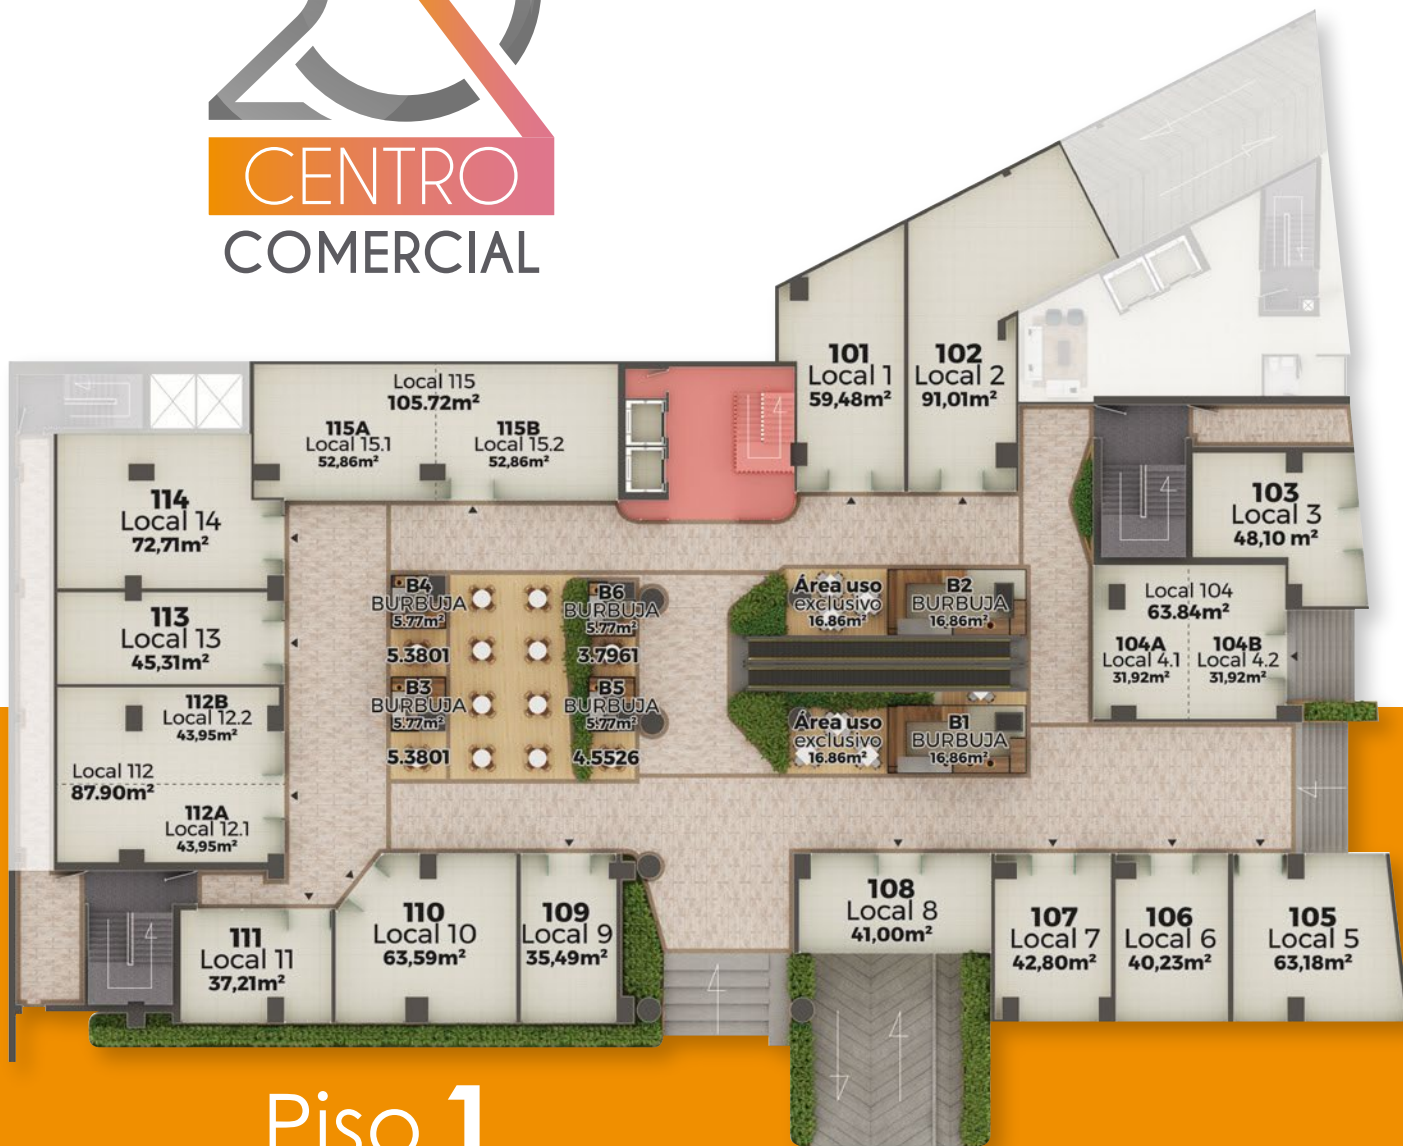 CENTRO
COMERCIAL
101
Local 1
59,48m²
102
Local 2
91,01m²
Local 115
105.72m²
115A
Local 15.1
52,86m²
115B
Local 15.2
52,86m²
114
Local 14
72,71m²
103
Local 3
48,10 m²
B4
BURBUJA
5.77m²
5.3801
B6
BURBUJA
5.77m²
3.7961
Área uso
exclusivo
16.86m²
B2
BURBUJA
16,86m²
Local 104
63.84m²
104A
Local 4.1
31,92m²
104B
Local 4.2
31,92m²
113
Local 13
45,31m²
B3
BURBUJA
5.77m²
5.3801
B5
BURBUJA
5.77m²
4.5526
Área uso
exclusivo
16.86m²
B1
BURBUJA
16,86m²
112B
Local 12.2
43,95m²
Local 112
87.90m²
112A
Local 12.1
43,95m²
111
Local 11
37,21m²
110
Local 10
63,59m²
109
Local 9
35,49m²
108
Local 8
41,00m²
107
Local 7
42,80m²
106
Local 6
40,23m²
105
Local 5
63,18m²
Piso 1